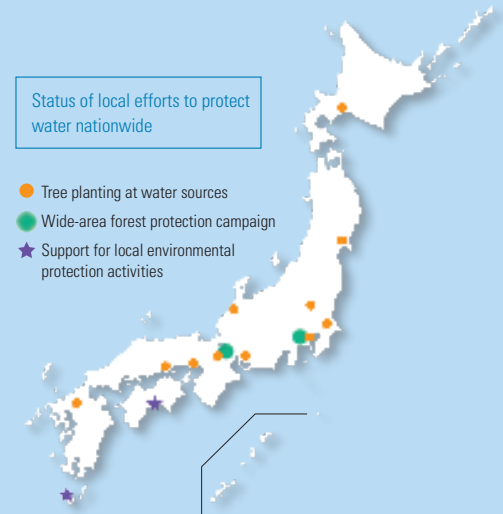 Status of local efforts to protect
water nationwide
Tree planting at water sources
Wide-area forest protection campaign
Support for local environmental
protection activities